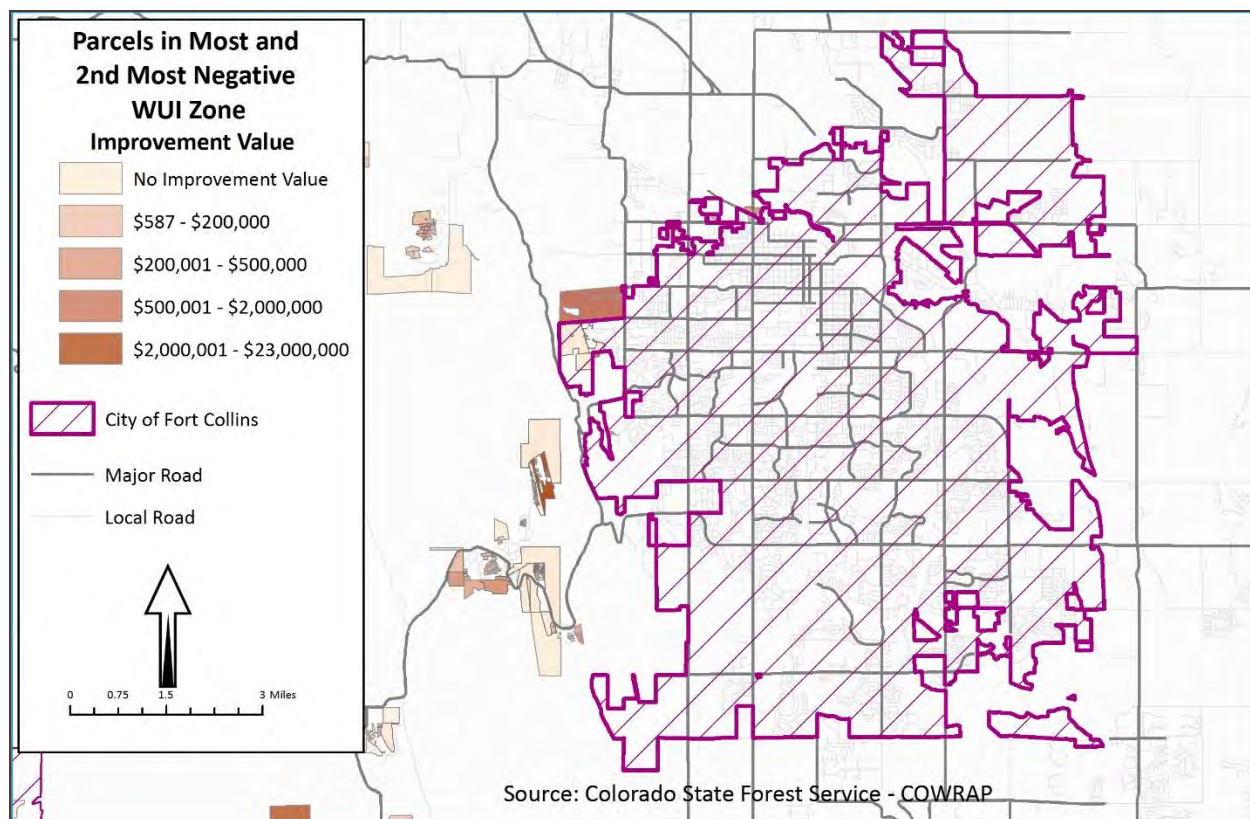 Parcels in Most and
2nd Most Negative
WUI Zone
Improvement Value
No Improvement Value
$587 - $200,000
$200,001 - $500,000
$500,001 - $2,000,000
$2,000,001 - $23,000,000
City of Fort Collins
Major Road
Local Road
0 0.75 1.5 3 Miles
Source: Colorado State Forest Service - COWRAP